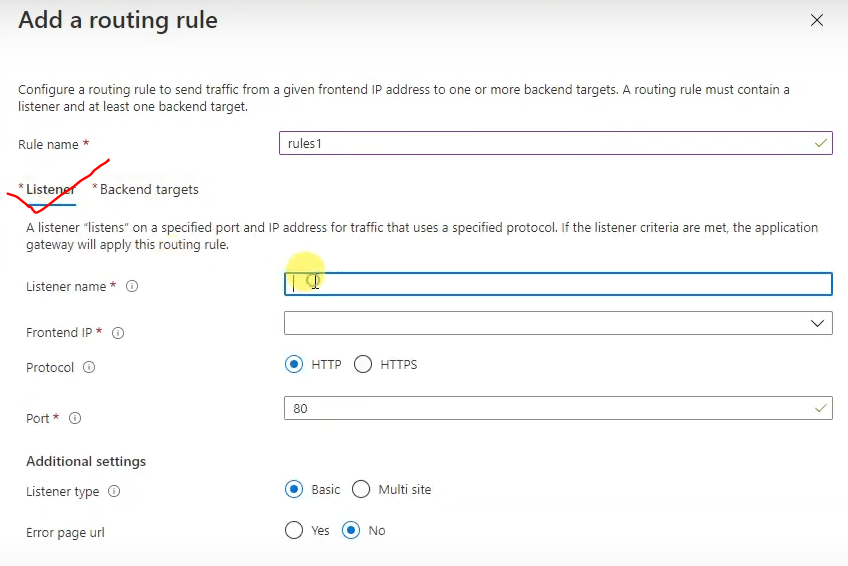 Add a routing rule
Configure a routing rule to send traffic from a given frontend IP address to one or more backend targets. A routing rule must contain a
listener and at least one backend target.
Rule name *
rules1
* Listener * Backend targets
A listener “listens” on a specified port and IP address for traffic that uses a specified protocol. If the listener criteria are met, the application
gateway will apply this routing rule.
Listener name *
Frontend IP *
Protocol
HTTP HTTPS
Port *
80
Additional settings
Listener type
Basic Multi site
Error page url
Yes No